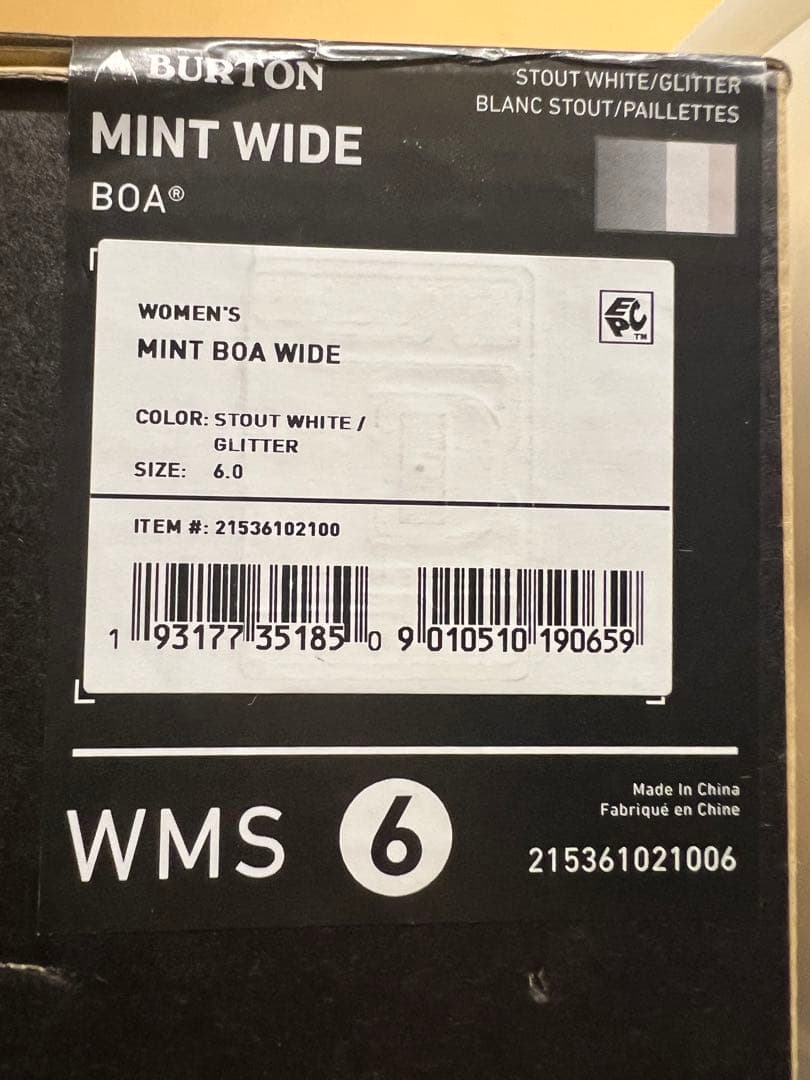 BURTON
STOUT WHITE/GLITTER
BLANC STOUT/PAILLETTES
MINT WIDE
BOA®
WOMEN'S
MINT BOA WIDE
EPC™
COLOR: STOUT WHITE /
GLITTER
SIZE: 6.0
ITEM #: 21536102100
1 93177 35185 0
9 010510 190659
Made In China
Fabriqué en Chine
WMS 6
215361021006